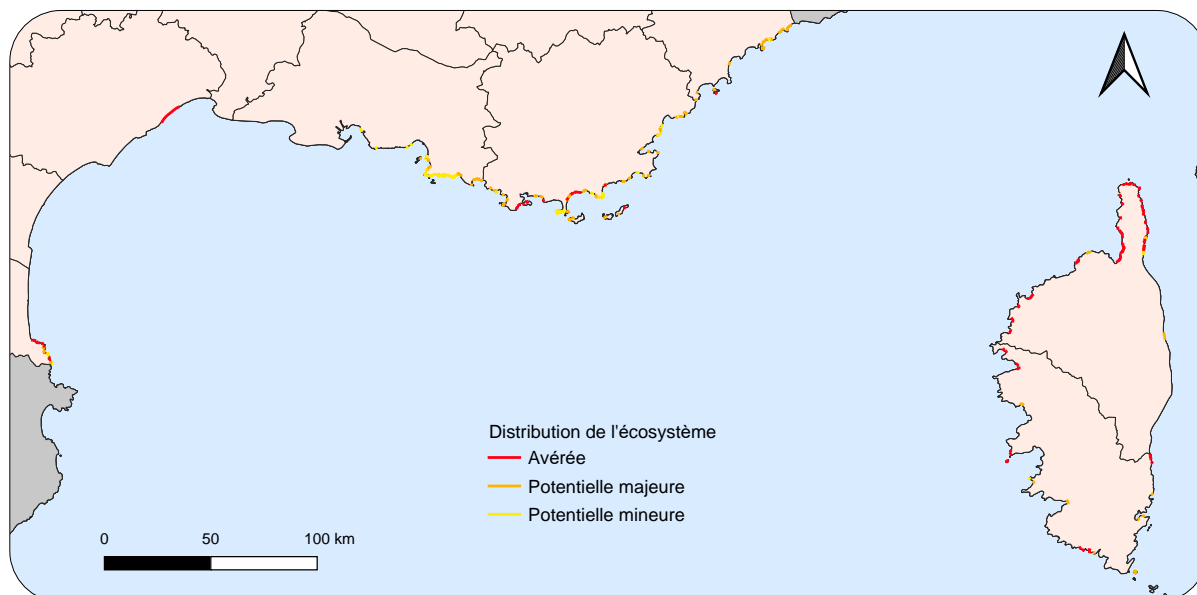 Distribution de l'écosystème
Avérée
Potentielle majeure
Potentielle mineure
0 50 100 km